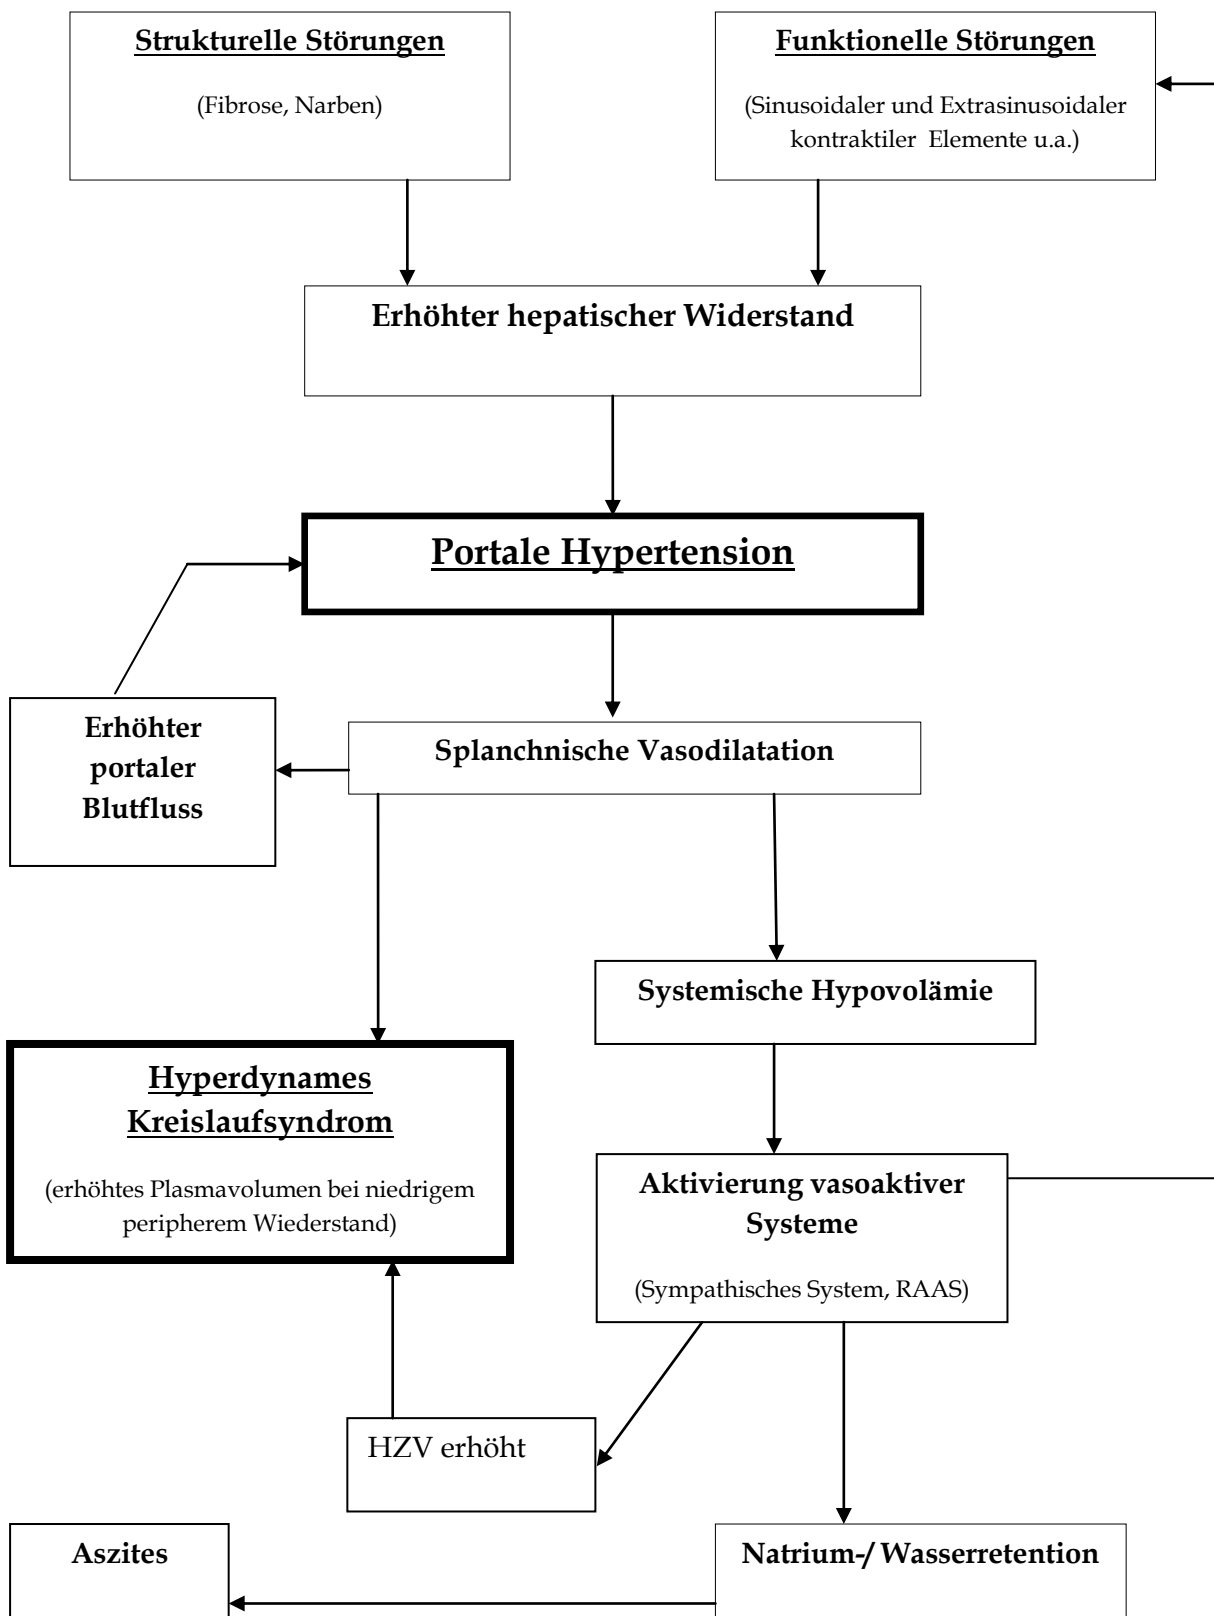 Strukturelle Störungen
(Fibrose, Narben)
Funktionelle Störungen
(Sinusoidaler und Extrasinusoidaler
kontraktiler Elemente u.a.)
Erhöhter hepatischer Widerstand
Portale Hypertension
Erhöhter
portaler
Blutfluss
Splanchnische Vasodilatation
Systemische Hypovolämie
Hyperdynames
Kreislaufsyndrom
(erhöhtes Plasmavolumen bei niedrigem
peripherem Wiederstand)
Aktivierung vasoaktiver
Systeme
(Sympathisches System, RAAS)
HZV erhöht
Aszites
Natrium-/ Wasserretention